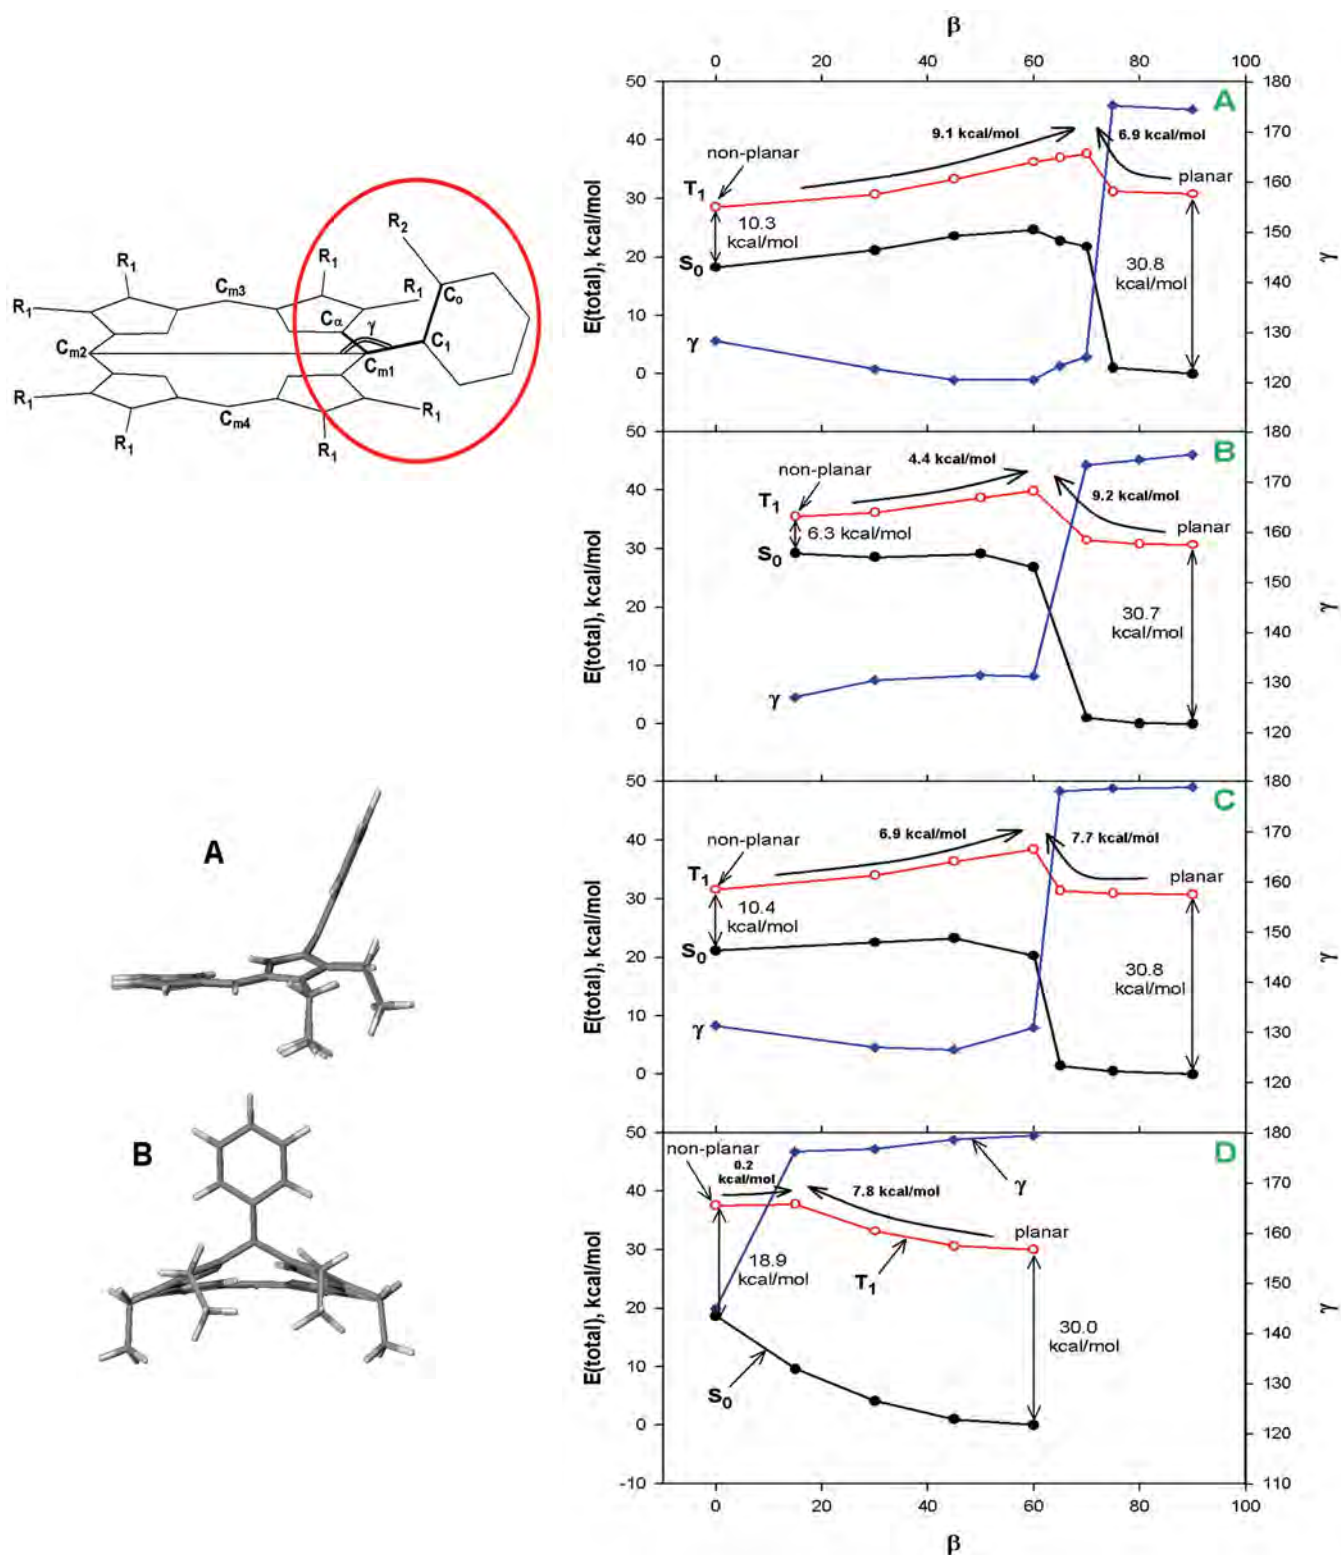 R₂
R₁
R₁
R₁
R₁
Cₘ₃
Cₒ
Cα
γ
C₁
Cₘ₂
Cₘ₁
R₁
R₁
Cₘ₄
R₁
R₁
A
B
β
0 20 40 60 80 100
A
50
40
30
20
10
0
E(total), kcal/mol
180
170
160
150
140
130
120
γ
9.1 kcal/mol
6.9 kcal/mol
non-planar
planar
T₁
10.3
kcal/mol
S₀
30.8
kcal/mol
γ
B
50
40
30
20
10
0
E(total), kcal/mol
180
170
160
150
140
130
120
γ
4.4 kcal/mol
9.2 kcal/mol
non-planar
planar
T₁
6.3 kcal/mol
S₀
30.7
kcal/mol
γ
C
50
40
30
20
10
0
E(total), kcal/mol
180
170
160
150
140
130
120
γ
6.9 kcal/mol
7.7 kcal/mol
non-planar
planar
T₁
10.4
kcal/mol
S₀
30.8
kcal/mol
γ
D
50
40
30
20
10
0
-10
E(total), kcal/mol
180
170
160
150
140
130
120
110
γ
non-planar
0.2
kcal/mol
7.8 kcal/mol
γ
planar
18.9
kcal/mol
T₁
30.0
kcal/mol
S₀
0 20 40 60 80 100
β